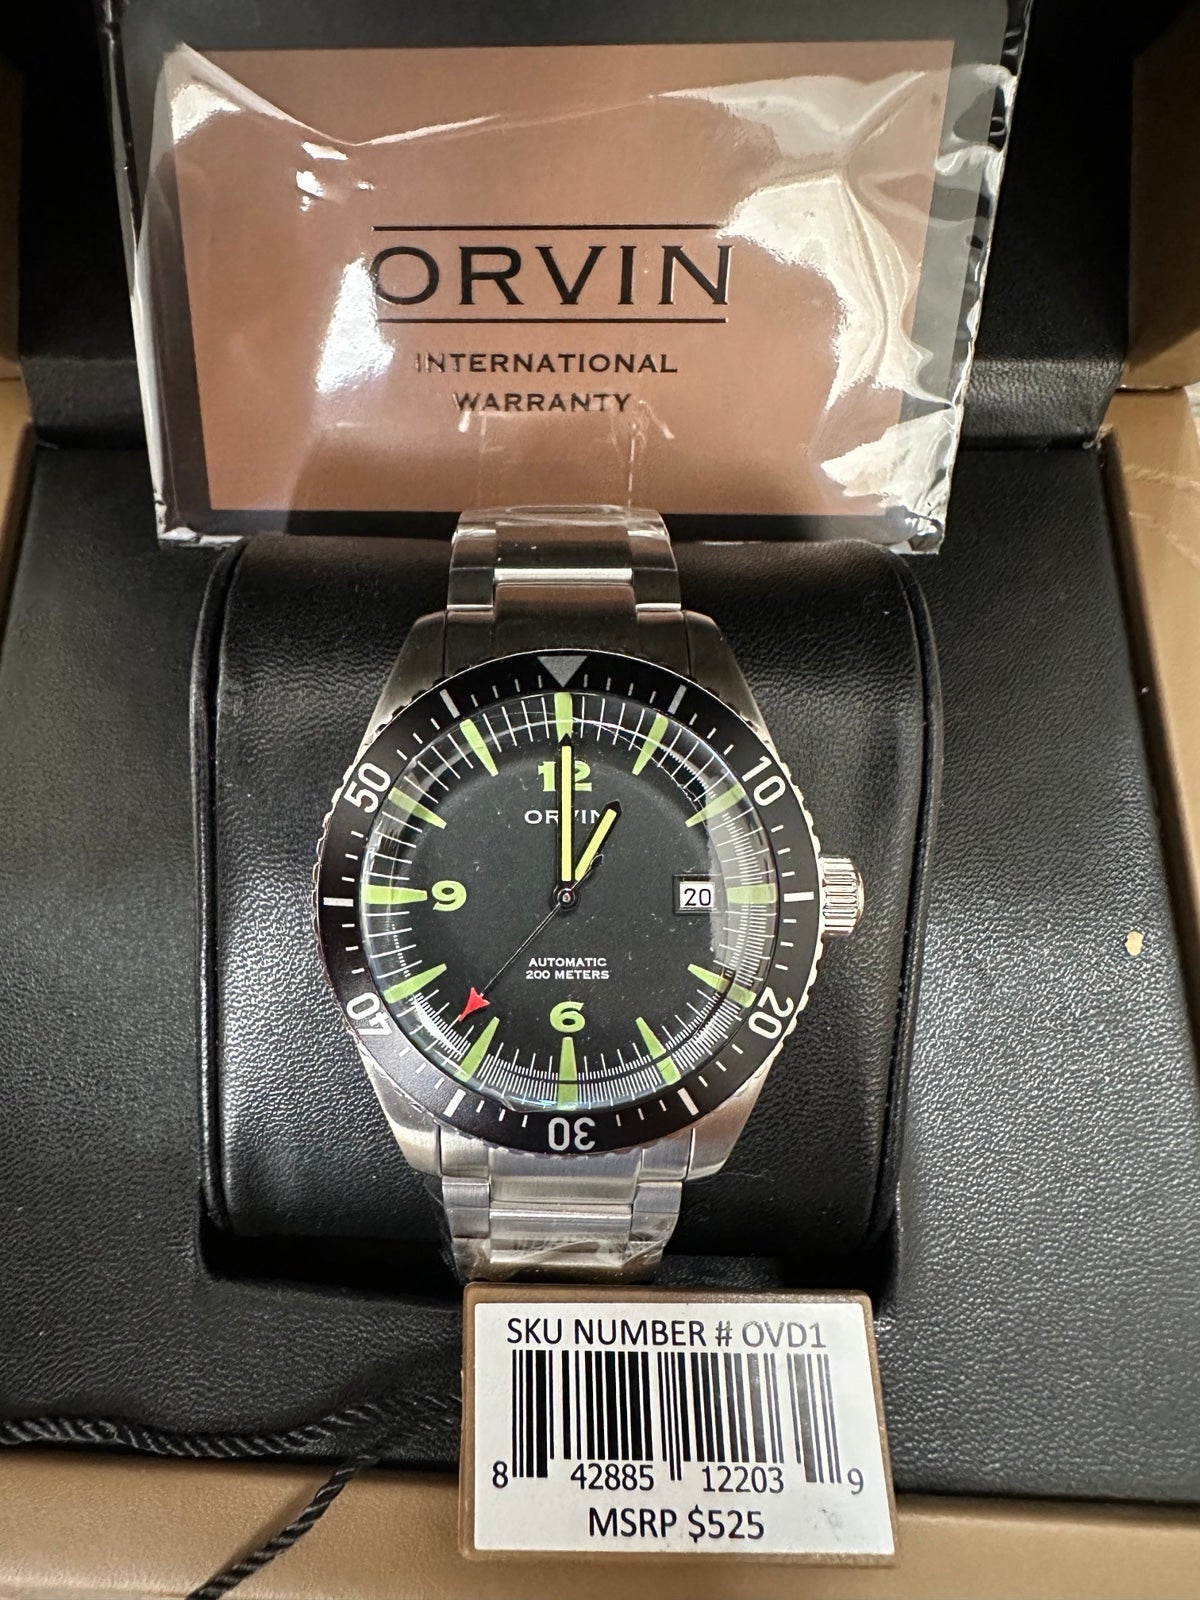 ORVIN
INTERNATIONAL
WARRANTY
12
ORVIN
50
10
9
20
AUTOMATIC
200 METERS
6
40
20
30
SKU NUMBER # OVD1
8 42885 12203 9
MSRP $525